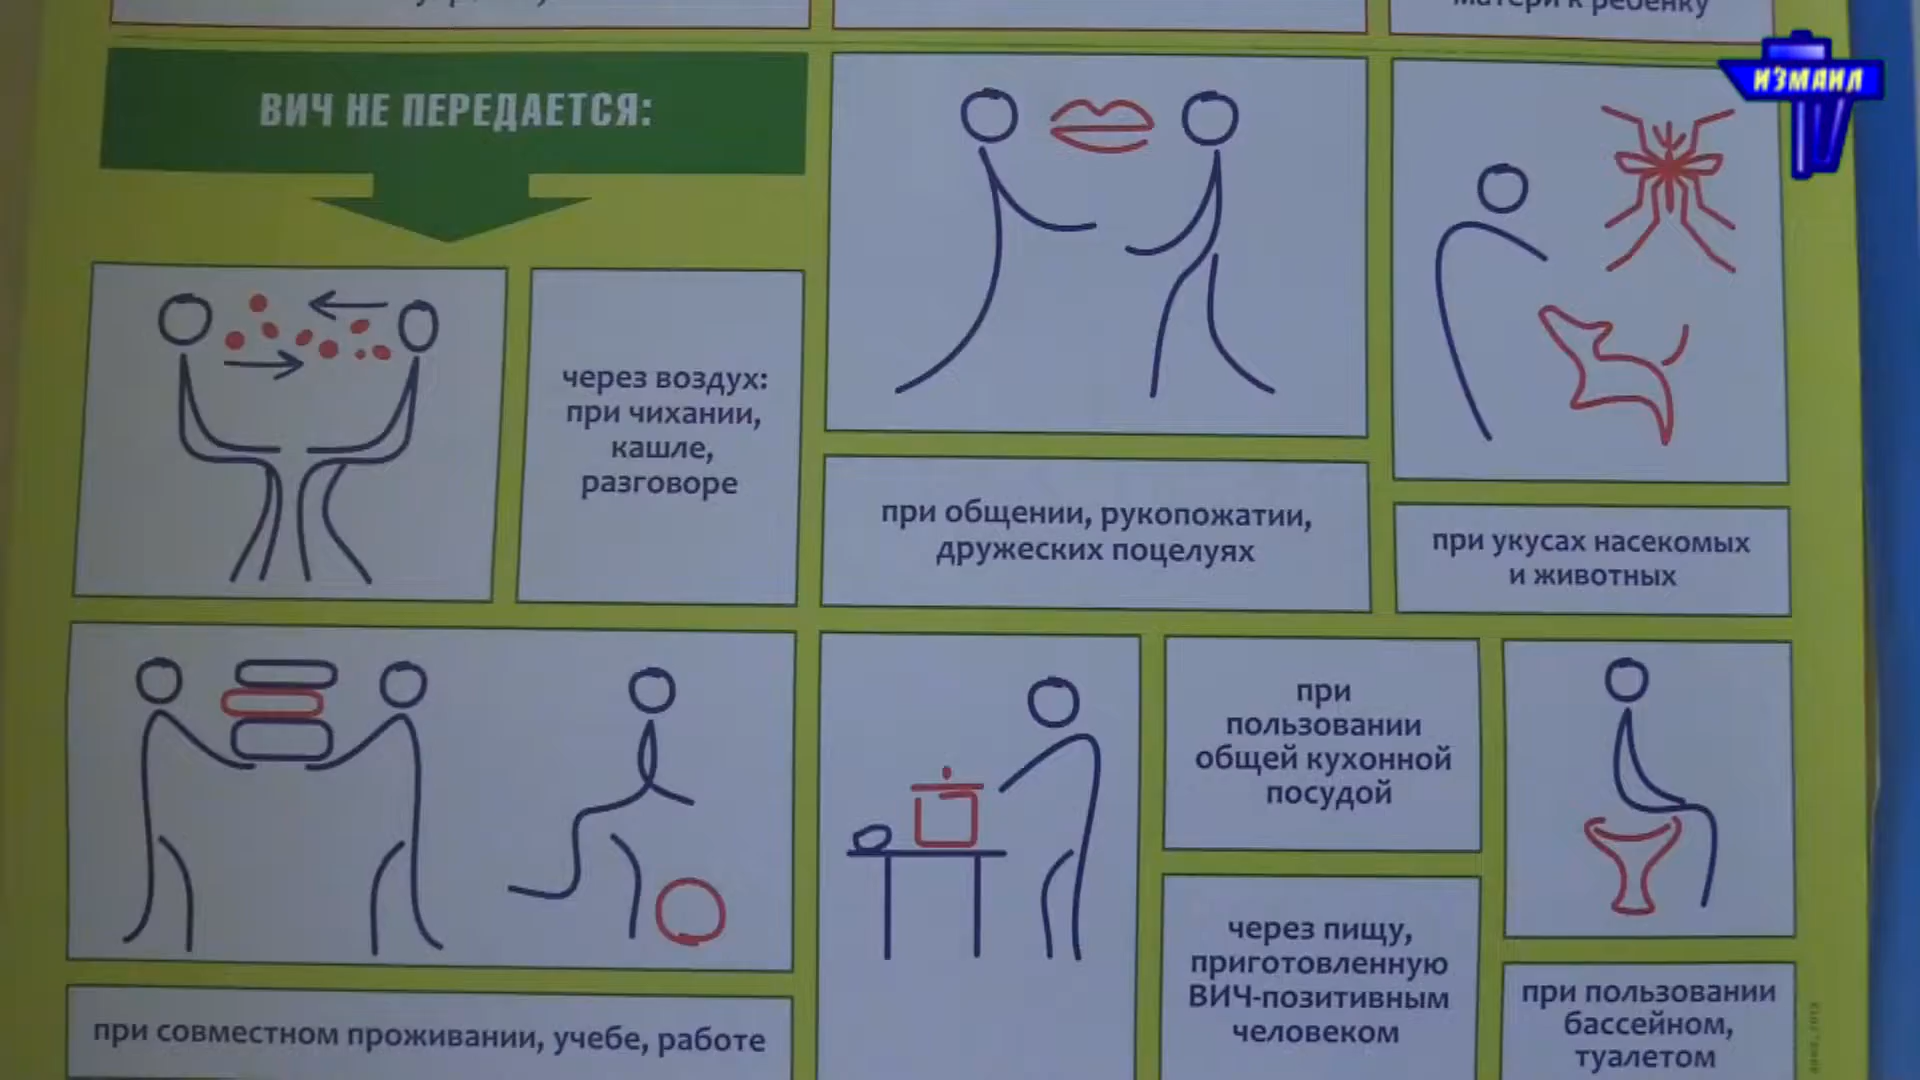 матери к ребенку
ИЗМАИЛ
ВИЧ НЕ ПЕРЕДАЕТСЯ:
через воздух:
при чихании,
кашле,
разговоре
при общении, рукопожатии,
дружеских поцелуях
при укусах насекомых
и животных
при совместном проживании, учебе, работе
при
пользовании
общей кухонной
посудой
через пищу,
приготовленную
ВИЧ-позитивным
человеком
при пользовании
бассейном,
туалетом